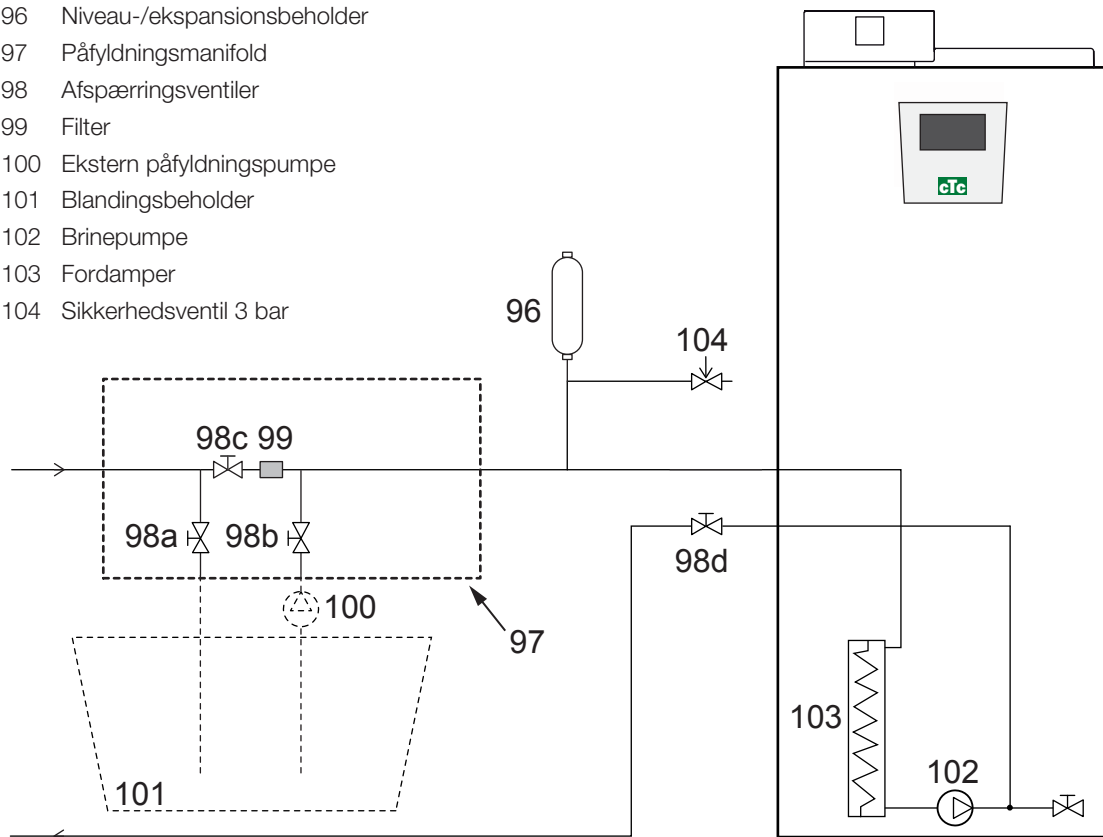 96 Niveau-/ekspansionsbeholder
97 Påfyldningsmanifold
98 Afspærringsventiler
99 Filter
100 Ekstern påfyldningspumpe
101 Blandingsbeholder
102 Brinepumpe
103 Fordamper
104 Sikkerhedsventil 3 bar
cTc
96
104
98c 99
98a
98b
98d
100
97
103
102
101